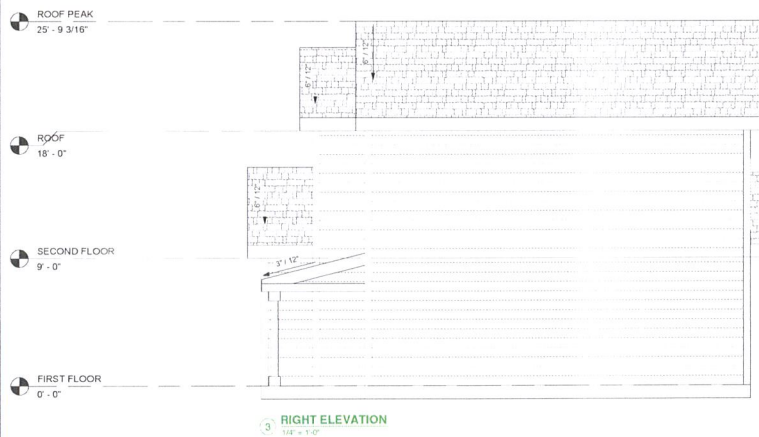 ROOF PEAK
25' - 9 3/16"
6" / 12"
6" / 12"
ROOF
18' - 0"
6" / 12"
SECOND FLOOR
9' - 0"
3" / 12"
FIRST FLOOR
0' - 0"
3 RIGHT ELEVATION
1/4" = 1'-0"